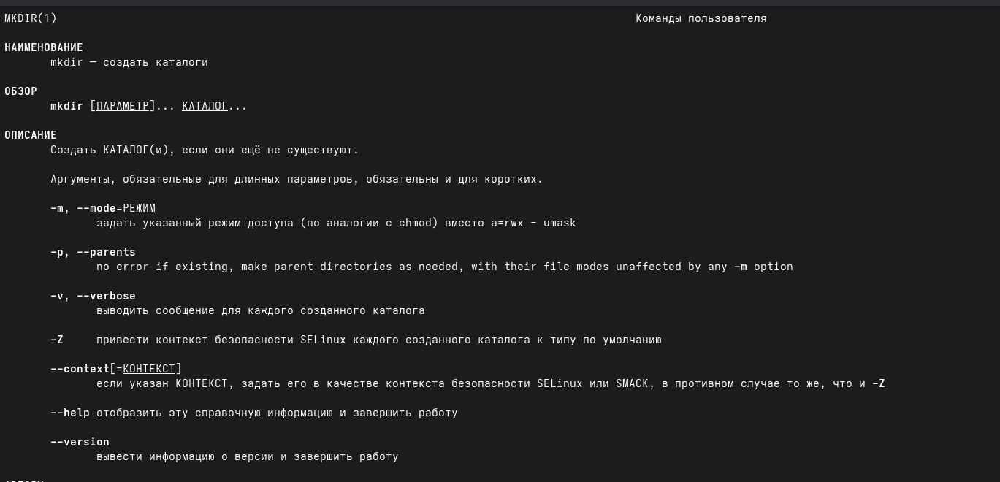 MKDIR(1) Команды пользователя
НАИМЕНОВАНИЕ
mkdir — создать каталоги
ОБЗОР
mkdir [ПАРАМЕТР]... КАТАЛОГ...
ОПИСАНИЕ
Создать КАТАЛОГ(и), если они ещё не существуют.
Аргументы, обязательные для длинных параметров, обязательны и для коротких.
-m, --mode=РЕЖИМ
задать указанный режим доступа (по аналогии с chmod) вместо a=rwx - umask
-p, --parents
no error if existing, make parent directories as needed, with their file modes unaffected by any -m option
-v, --verbose
выводить сообщение для каждого созданного каталога
-Z привести контекст безопасности SELinux каждого созданного каталога к типу по умолчанию
--context[=КОНТЕКСТ]
если указан КОНТЕКСТ, задать его в качестве контекста безопасности SELinux или SMACK, в противном случае то же, что и -Z
--help отобразить эту справочную информацию и завершить работу
--version
вывести информацию о версии и завершить работу